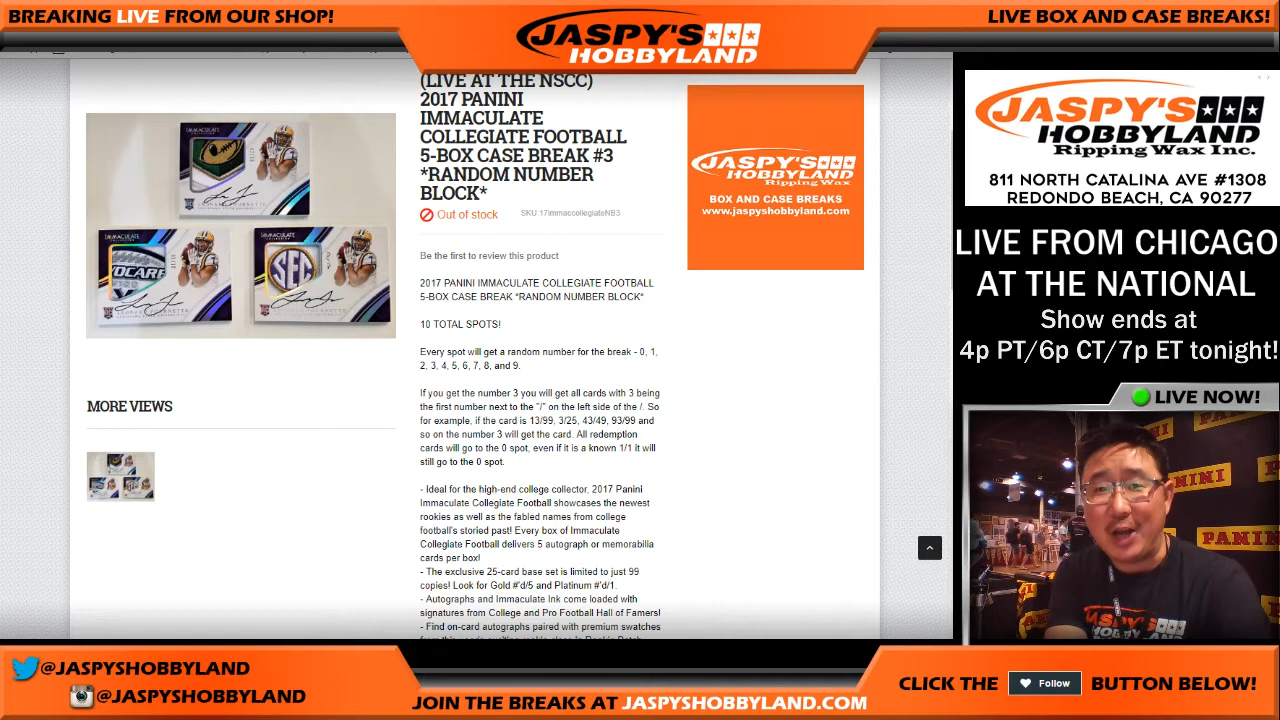 BREAKING LIVE FROM OUR SHOP!
JASPY'S
HOBBYLAND
LIVE BOX AND CASE BREAKS!
(LIVE AT THE NSCC)
2017 PANINI
IMMACULATE
COLLEGIATE FOOTBALL
5-BOX CASE BREAK #3
*RANDOM NUMBER
BLOCK*
Out of stock
SKU:17immaccollegiateNB3
Be the first to review this product
2017 PANINI IMMACULATE COLLEGIATE FOOTBALL
5-BOX CASE BREAK *RANDOM NUMBER BLOCK*
10 TOTAL SPOTS!
Every spot will get a random number for the break - 0, 1,
2, 3, 4, 5, 6, 7, 8, and 9.
If you get the number 3 you will get all cards with 3 being
the first number next to the "/" on the left side of the /. So
for example, if the card is 13/99, 3/25, 43/49, 93/99 and
so on the number 3 will get the card. All redemption
cards will go to the 0 spot, even if it is a known 1/1 it will
still go to the 0 spot.
- Ideal for the high-end college collector, 2017 Panini
Immaculate Collegiate Football showcases the newest
rookies as well as the fabled names from college
football's storied past! Every box of Immaculate
Collegiate Football delivers 5 autograph or memorabilia
cards per box!
- The exclusive 25-card base set is limited to just 99
copies! Look for Gold #'d/5 and Platinum #'d/1.
- Autographs and Immaculate Ink come loaded with
signatures from College and Pro Football Hall of Famers!
- Find on-card autographs paired with premium swatches
IMMACULATE
LEONARD FOURNETTE
IMMACULATE
VOCARE
IMMACULATE
SEC
MORE VIEWS
JASPY'S
HOBBYLAND
Ripping Wax
BOX AND CASE BREAKS
www.jaspyshobbyland.com
JASPY'S
HOBBYLAND
Ripping Wax Inc.
811 NORTH CATALINA AVE #1308
REDONDO BEACH, CA 90277
LIVE FROM CHICAGO
AT THE NATIONAL
Show ends at
4p PT/6p CT/7p ET tonight!
LIVE NOW!
PANINI
PANINI
PANINI
JASPY'S
HOBBYLAND
@JASPYSHOBBYLAND
@JASPYSHOBBYLAND
JOIN THE BREAKS AT JASPYSHOBBYLAND.COM
CLICK THE Follow BUTTON BELOW!